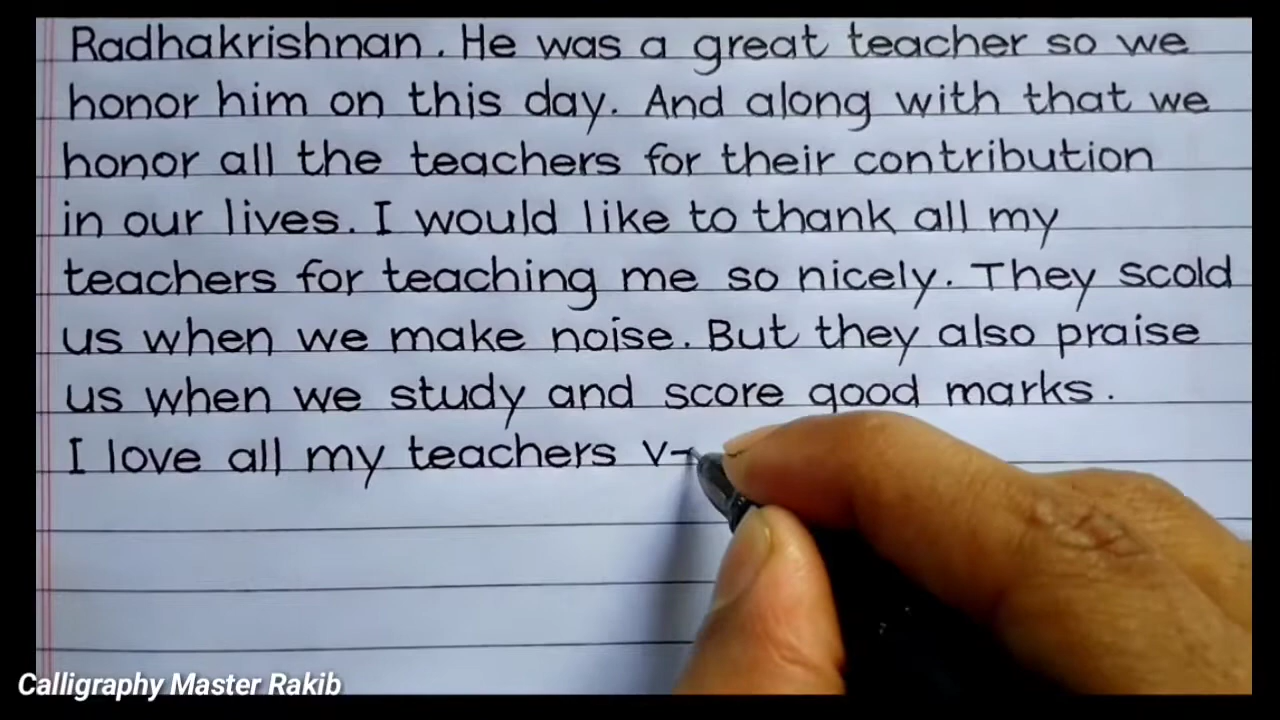 Radhakrishnan. He was a great teacher so we
honor him on this day. And along with that we
honor all the teachers for their contribution
in our lives. I would like to thank all my
teachers for teaching me so nicely. They scold
us when we make noise. But they also praise
us when we study and score good marks.
I love all my teachers v
Calligraphy Master Rakib